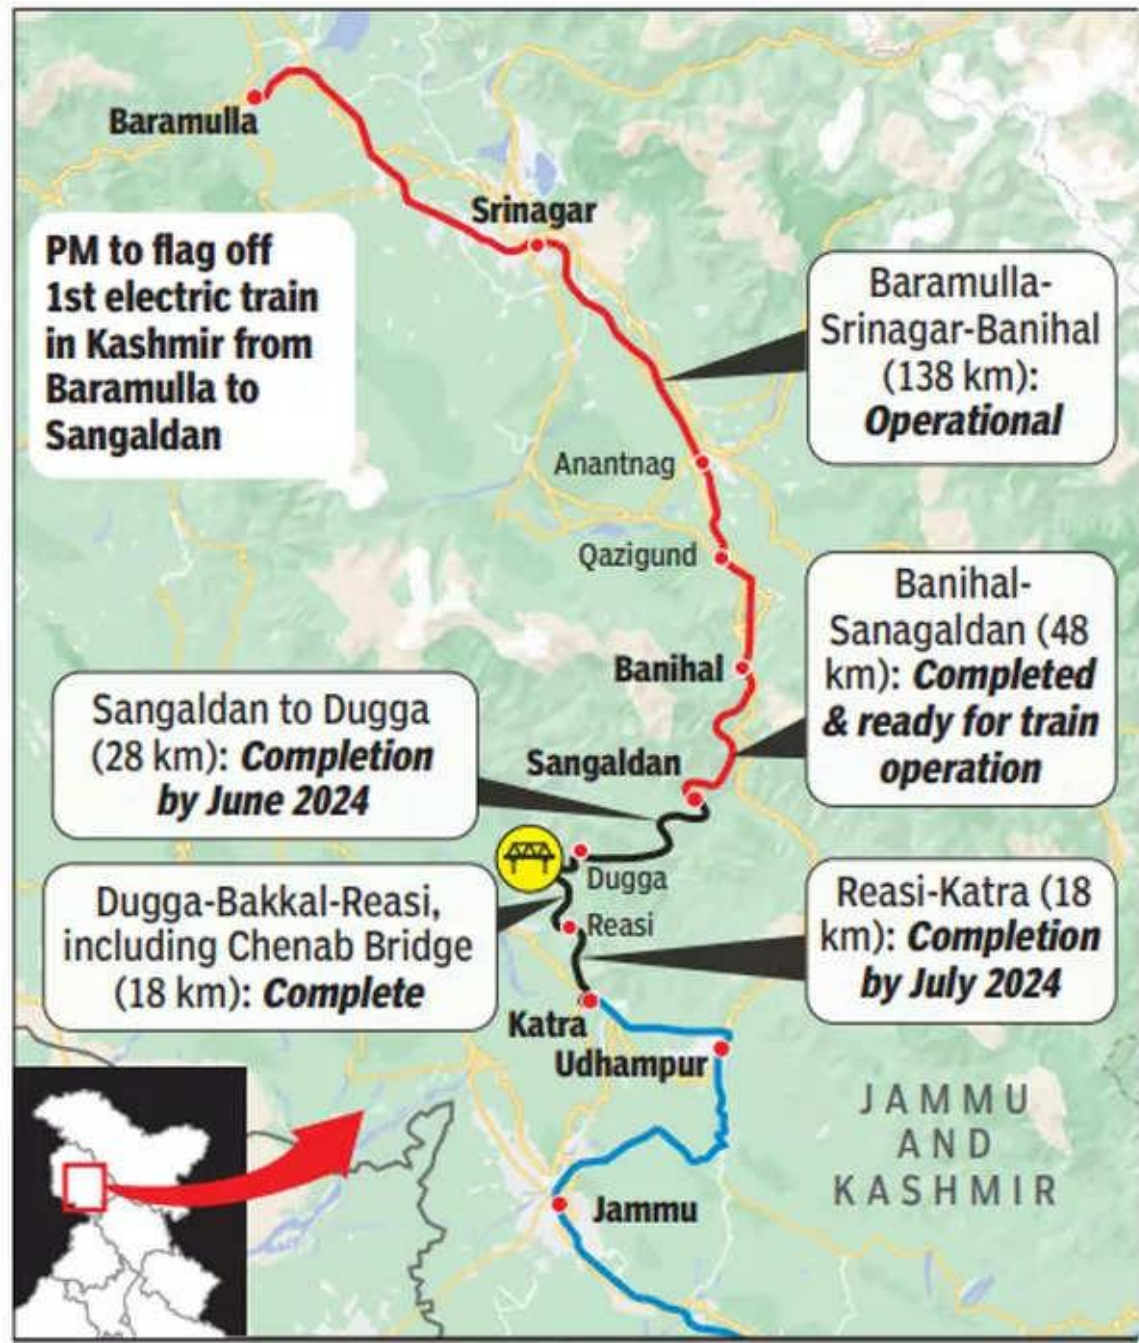 Baramulla
Srinagar
PM to flag off
1st electric train
in Kashmir from
Baramulla to
Sangaldan
Baramulla-
Srinagar-Banihal
(138 km):
Operational
Anantnag
Qazigund
Banihal-
Sanagaldan (48
km): Completed
& ready for train
operation
Banihal
Sangaldan to Dugga
(28 km): Completion
by June 2024
Sangaldan
Dugga
Dugga-Bakkal-Reasi,
including Chenab Bridge
(18 km): Complete
Reasi
Reasi-Katra (18
km): Completion
by July 2024
Katra
Udhampur
JAMMU
AND
KASHMIR
Jammu